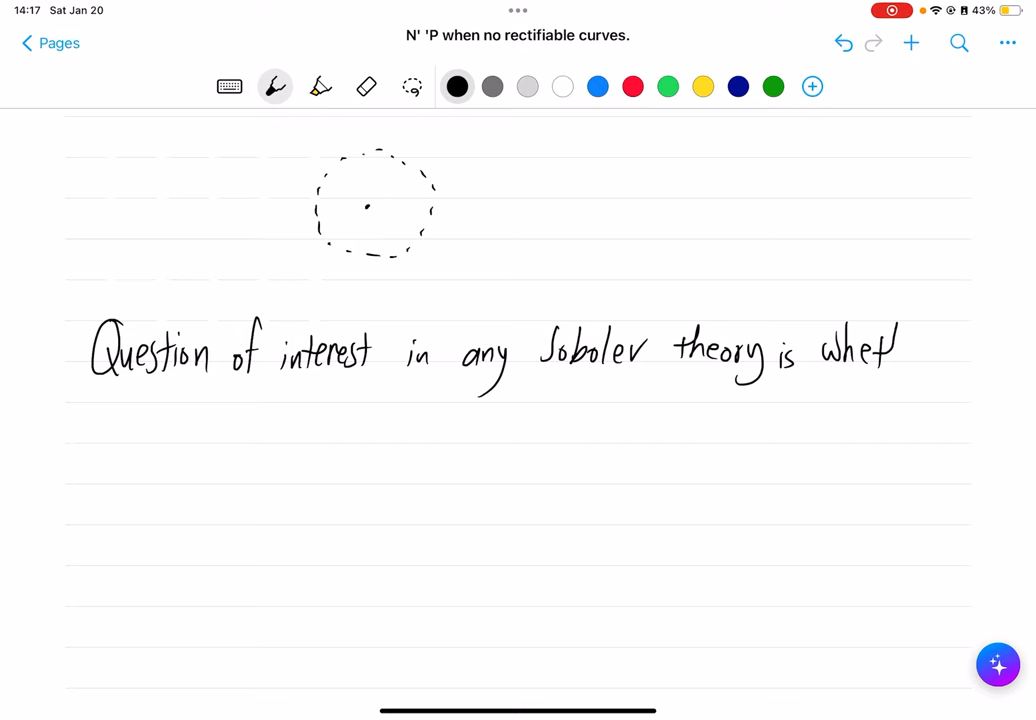 14:17 Sat Jan 20
43%
Pages
N' 'P when no rectifiable curves.
Question of interest in any Sobolev theory is whet